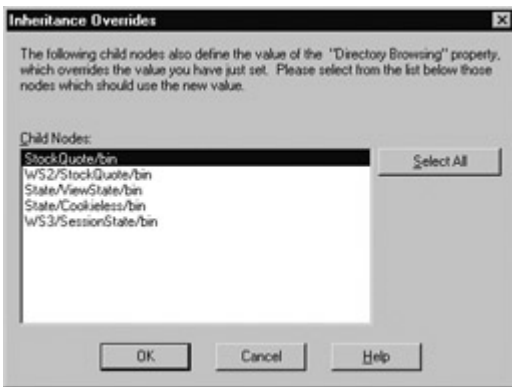 Inheritance Overrides
The following child nodes also define the value of the "Directory Browsing" property,
which overrides the value you have just set. Please select from the list below those
nodes which should use the new value.
Child Nodes:
StockQuote/bin
Select All
WS2/StockQuote/bin
State/ViewState/bin
State/Cookieless/bin
WS3/SessionState/bin
OK
Cancel
Help